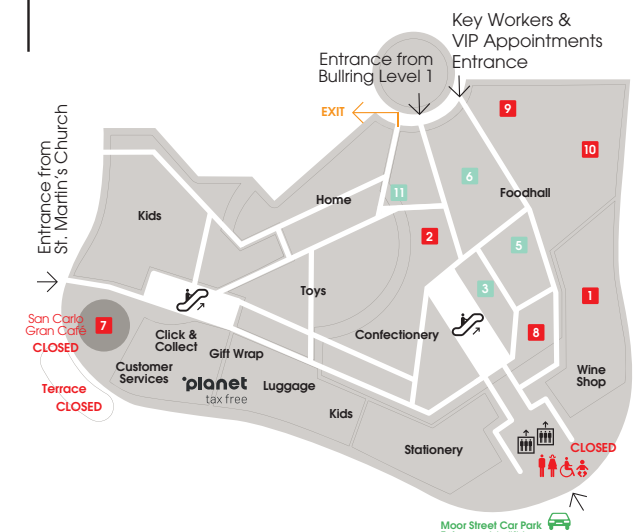 Key Workers &
VIP Appointments
Entrance
Entrance from
Bullring Level 1
EXIT
Entrance from
St. Martin's Church
9
10
6
11
Foodhall
Home
Kids
2
5
3
Toys
1
San Carlo
Gran Café
CLOSED
7
Confectionery
8
Click &
Collect
Gift Wrap
Customer
Services
planet
tax free
Luggage
Wine
Shop
Terrace
CLOSED
Kids
Stationery
CLOSED
Moor Street Car Park